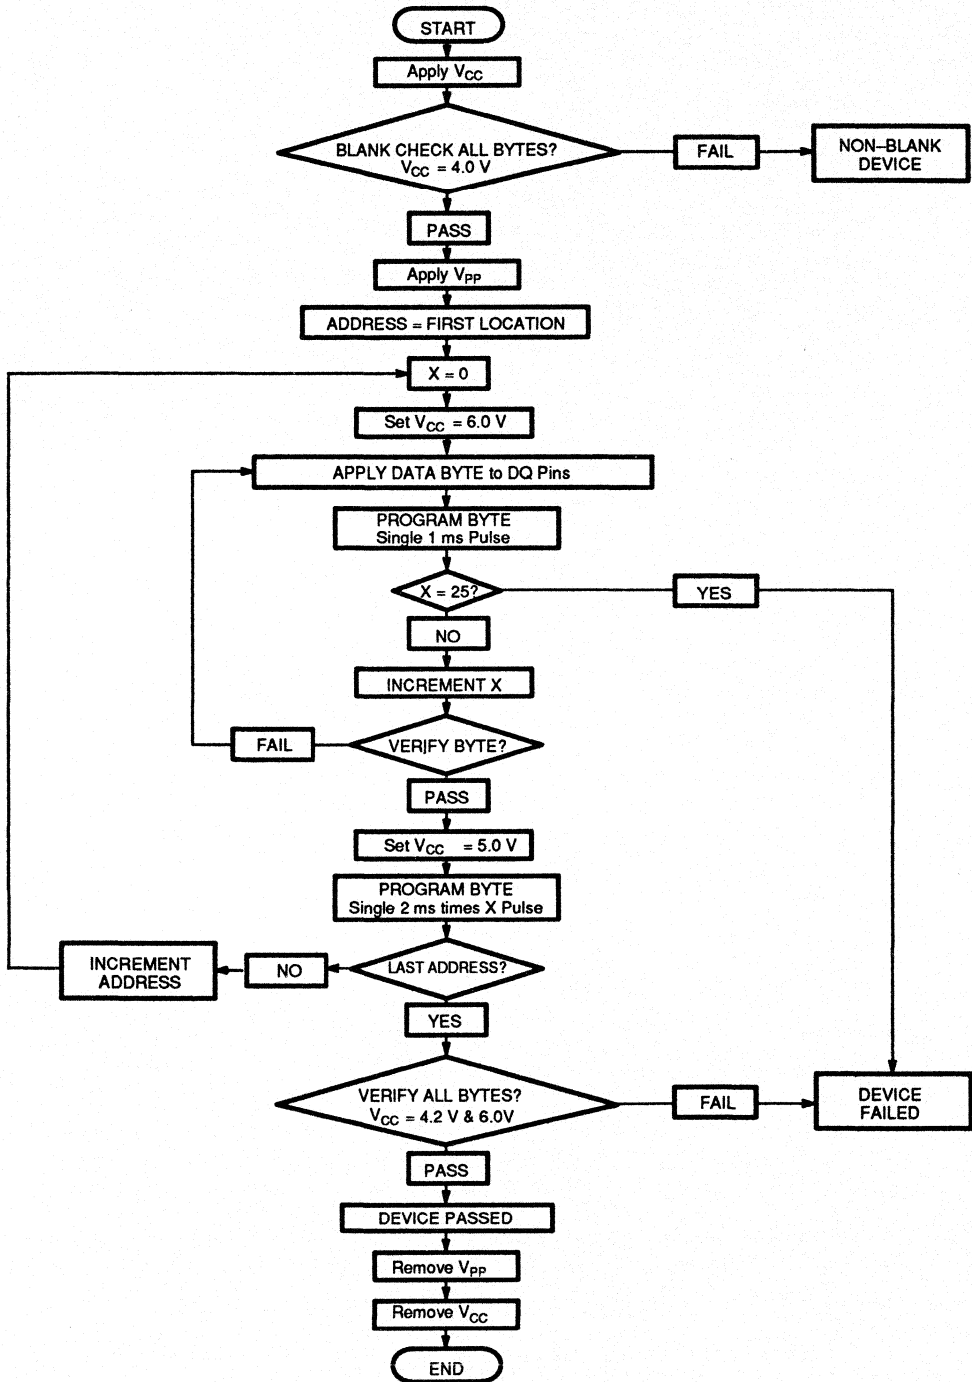 START
Apply VCC
BLANK CHECK ALL BYTES?
VCC = 4.0 V
FAIL
NON–BLANK
DEVICE
PASS
Apply VPP
ADDRESS = FIRST LOCATION
X = 0
Set VCC = 6.0 V
APPLY DATA BYTE to DQ Pins
PROGRAM BYTE
Single 1 ms Pulse
X = 25?
YES
NO
INCREMENT X
VERIFY BYTE?
FAIL
PASS
Set VCC = 5.0 V
PROGRAM BYTE
Single 2 ms times X Pulse
LAST ADDRESS?
NO
INCREMENT
ADDRESS
YES
VERIFY ALL BYTES?
VCC = 4.2 V & 6.0V
FAIL
DEVICE
FAILED
PASS
DEVICE PASSED
Remove VPP
Remove VCC
END